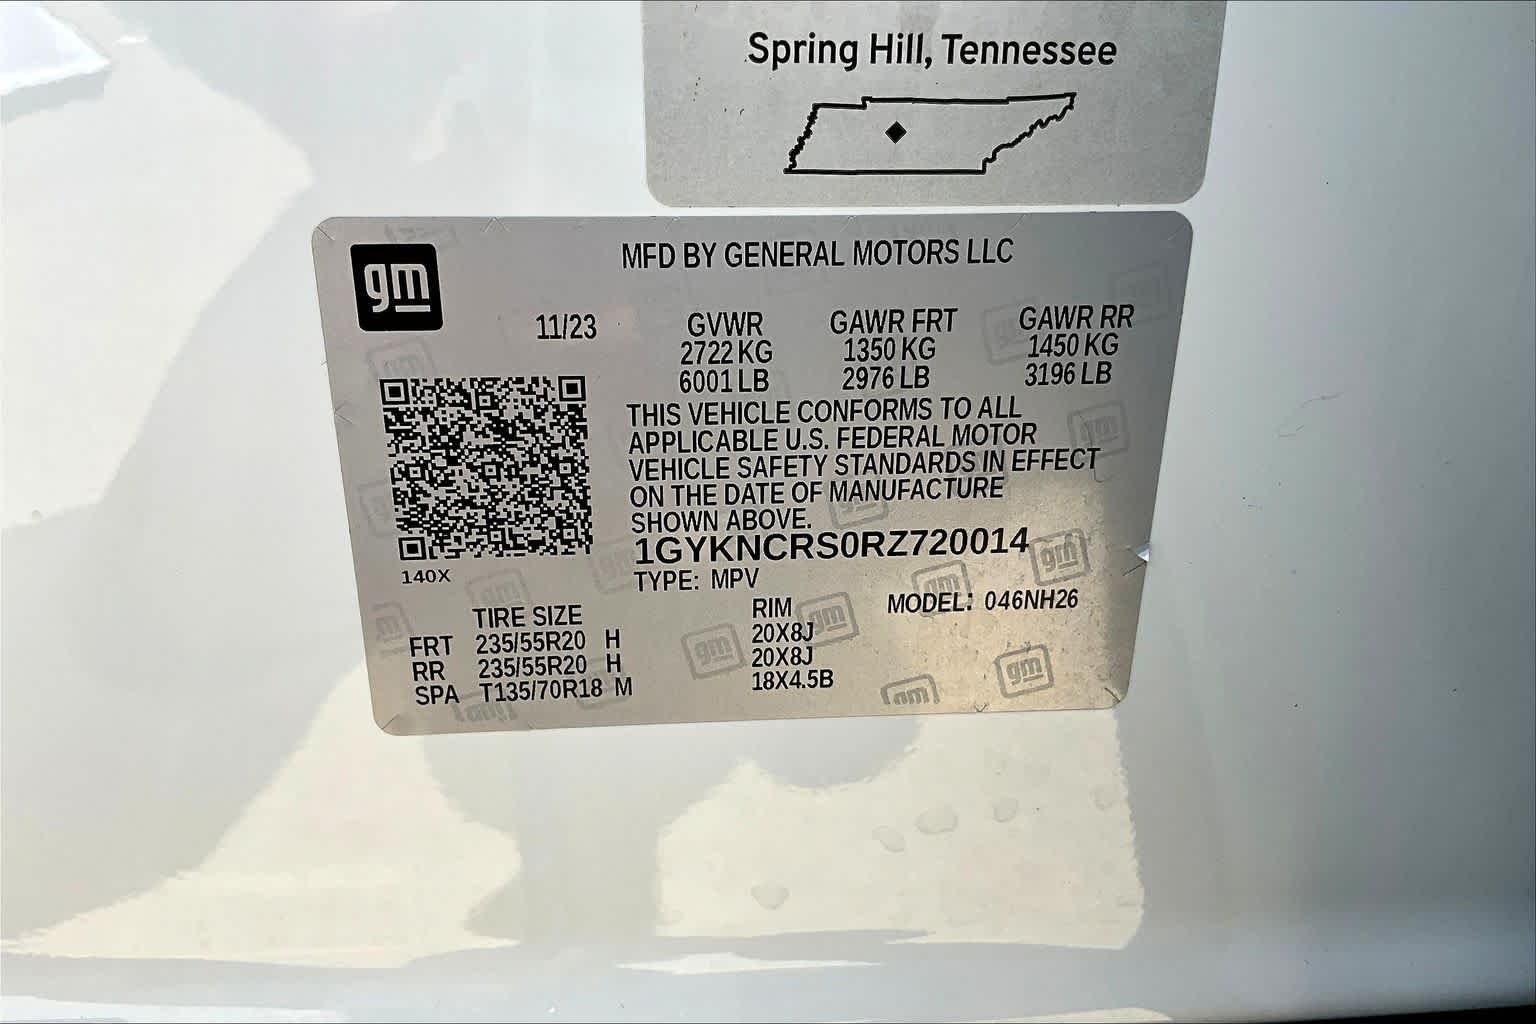 Spring Hill, Tennessee
gm
MFD BY GENERAL MOTORS LLC
11/23
GVWR GAWR FRT GAWR RR
2722 KG 1350 KG 1450 KG
6001 LB 2976 LB 3196 LB
THIS VEHICLE CONFORMS TO ALL
APPLICABLE U.S. FEDERAL MOTOR
VEHICLE SAFETY STANDARDS IN EFFECT
ON THE DATE OF MANUFACTURE
SHOWN ABOVE.
1GYKNCRS0RZ720014
140X
TYPE: MPV
MODEL: 046NH26
TIRE SIZE RIM
FRT 235/55R20 H 20X8J
RR 235/55R20 H 20X8J
SPA T135/70R18 M 18X4.5B